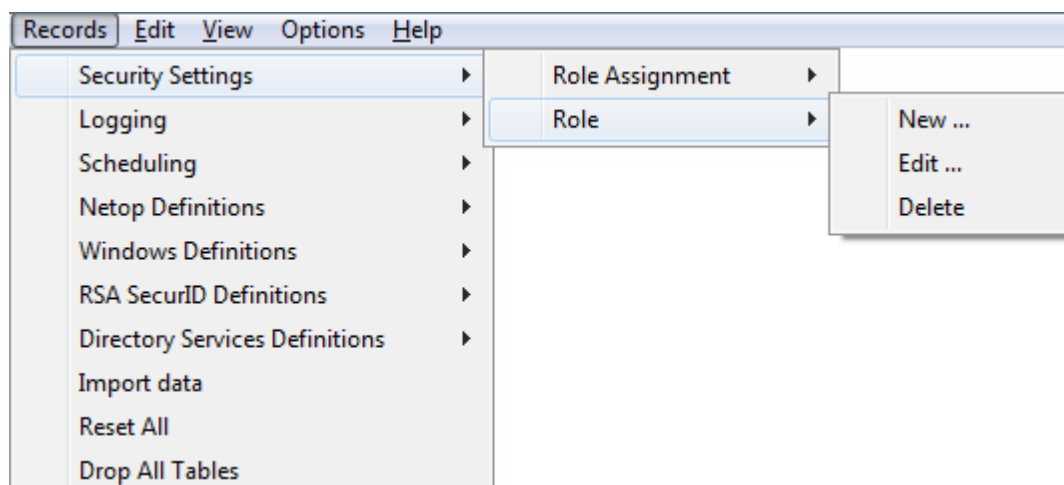 Records Edit View Options Help
Security Settings
Role Assignment
Logging
Role
New ...
Scheduling
Edit ...
Netop Definitions
Delete
Windows Definitions
RSA SecurID Definitions
Directory Services Definitions
Import data
Reset All
Drop All Tables